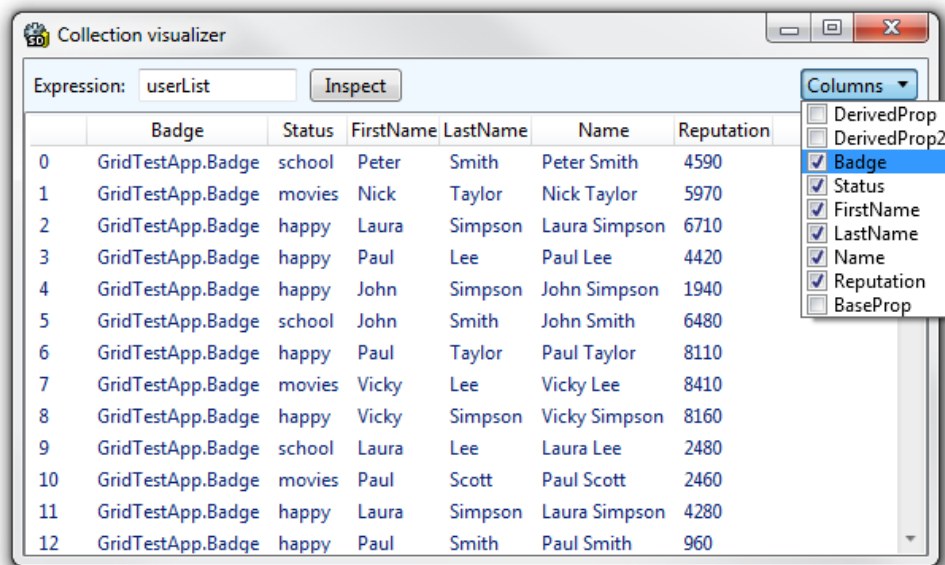 Collection visualizer
Expression: userList Inspect Columns
DerivedProp
DerivedProp2
Badge
Status
FirstName
LastName
Name
Reputation
BaseProp
Badge Status FirstName LastName Name Reputation
0 GridTestApp.Badge school Peter Smith Peter Smith 4590
1 GridTestApp.Badge movies Nick Taylor Nick Taylor 5970
2 GridTestApp.Badge happy Laura Simpson Laura Simpson 6710
3 GridTestApp.Badge happy Paul Lee Paul Lee 4420
4 GridTestApp.Badge happy John Simpson John Simpson 1940
5 GridTestApp.Badge school John Smith John Smith 6480
6 GridTestApp.Badge happy Paul Taylor Paul Taylor 8110
7 GridTestApp.Badge movies Vicky Lee Vicky Lee 8410
8 GridTestApp.Badge happy Vicky Simpson Vicky Simpson 8160
9 GridTestApp.Badge school Laura Lee Laura Lee 2480
10 GridTestApp.Badge movies Paul Scott Paul Scott 2460
11 GridTestApp.Badge happy Laura Simpson Laura Simpson 4280
12 GridTestApp.Badge happy Paul Smith Paul Smith 960